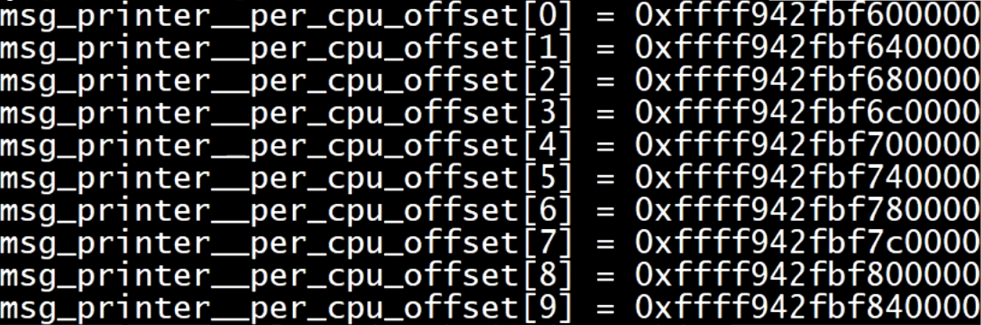 msg_printer__per_cpu_offset[0] = 0xffff942fbf600000
msg_printer__per_cpu_offset[1] = 0xffff942fbf640000
msg_printer__per_cpu_offset[2] = 0xffff942fbf680000
msg_printer__per_cpu_offset[3] = 0xffff942fbf6c0000
msg_printer__per_cpu_offset[4] = 0xffff942fbf700000
msg_printer__per_cpu_offset[5] = 0xffff942fbf740000
msg_printer__per_cpu_offset[6] = 0xffff942fbf780000
msg_printer__per_cpu_offset[7] = 0xffff942fbf7c0000
msg_printer__per_cpu_offset[8] = 0xffff942fbf800000
msg_printer__per_cpu_offset[9] = 0xffff942fbf840000